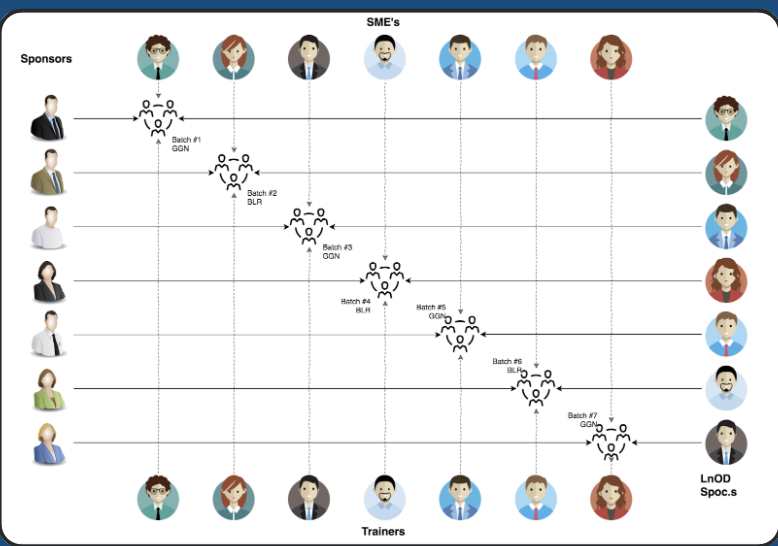 SME's
Sponsors
Batch #1
GGN
Batch #2
BLR
Batch #3
GGN
Batch #4
BLR
Batch #5
GGN
Batch #6
BLR
Batch #7
GGN
LnOD
Spoc.s
Trainers